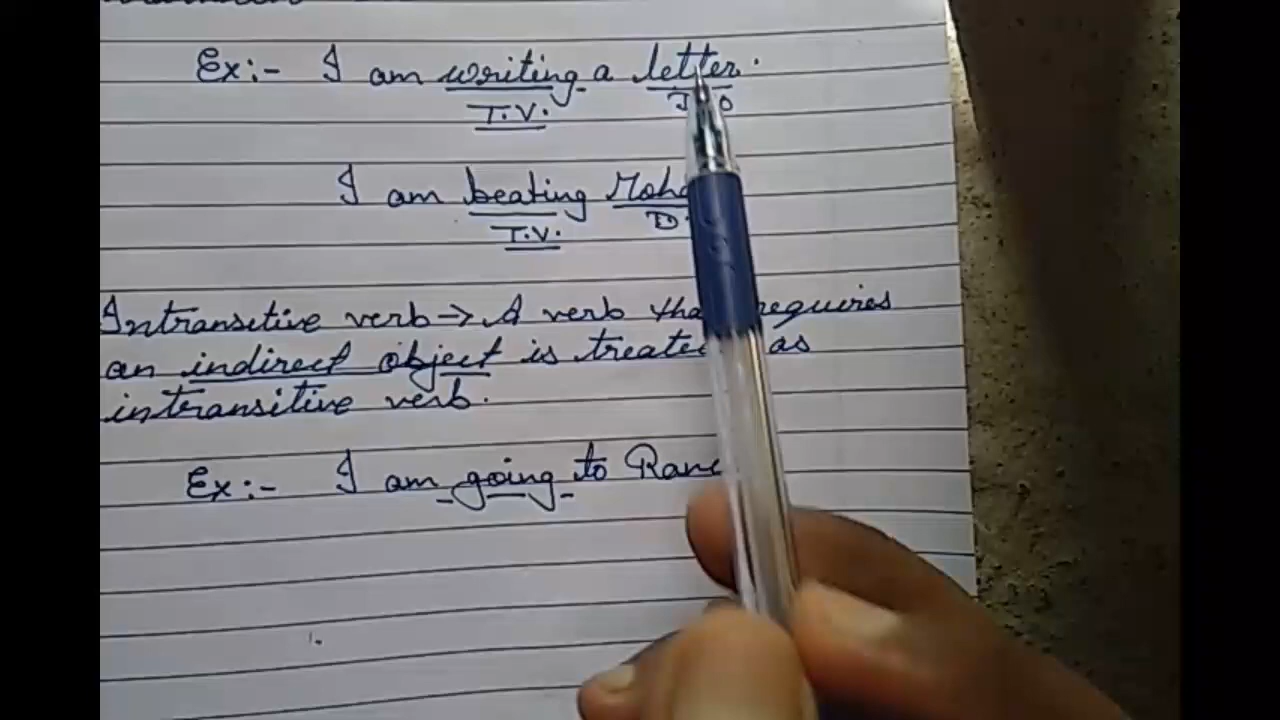 Ex:- I am writing a letter.
T.V.
I am beating
T.V.
Intransitive verb → A verb requires
an indirect object is treated as
intransitive verb.
Ex:- I am going to